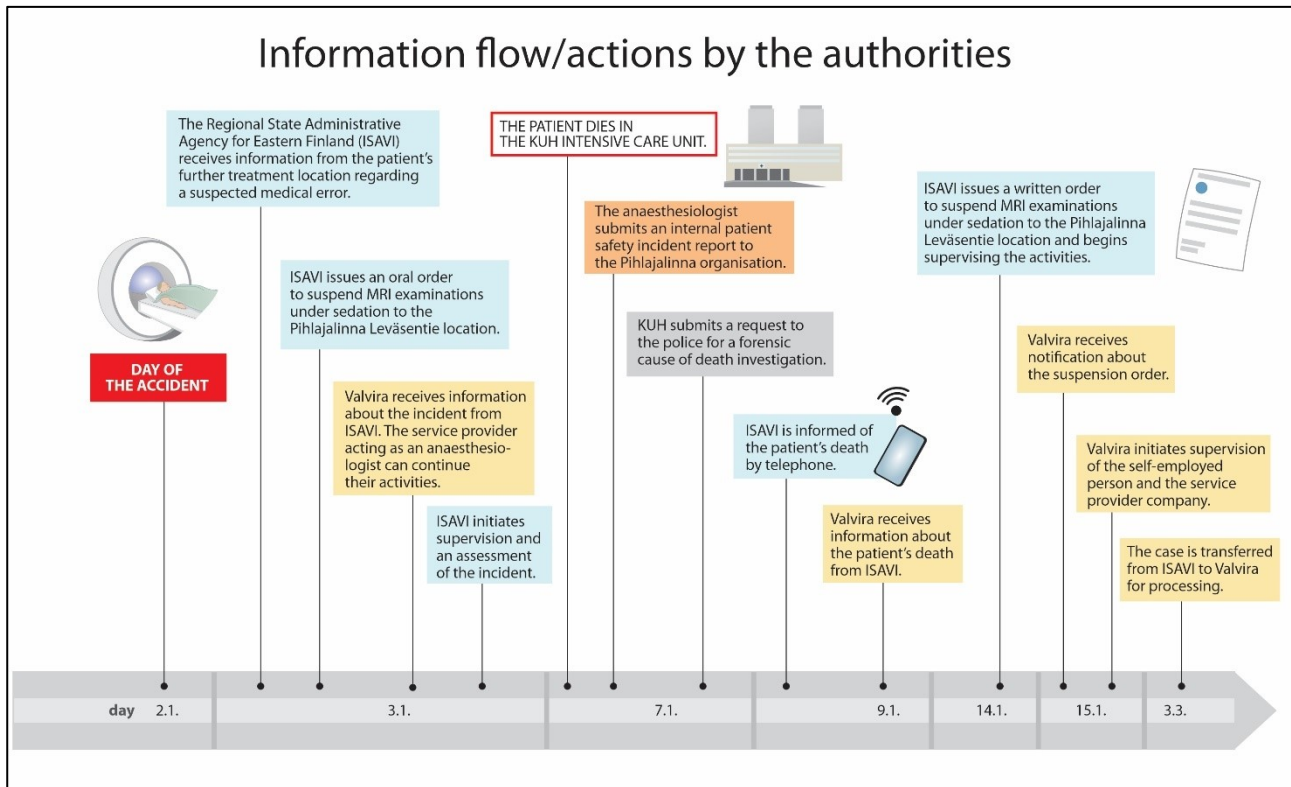 Information flow/actions by the authorities
The Regional State Administrative
Agency for Eastern Finland (ISAVI)
receives information from the patient's
further treatment location regarding
a suspected medical error.
THE PATIENT DIES IN
THE KUH INTENSIVE CARE UNIT.
ISAVI issues a written order
to suspend MRI examinations
under sedation to the Pihlajalinna
Leväsentie location and begins
supervising the activities.
The anaesthesiologist
submits an internal patient
safety incident report to
the Pihlajalinna organisation.
ISAVI issues an oral order
to suspend MRI examinations
under sedation to the
Pihlajalinna Leväsentie location.
KUH submits a request to
the police for a forensic
cause of death investigation.
Valvira receives
notification about
the suspension order.
DAY OF
THE ACCIDENT
Valvira receives information
about the incident from
ISAVI. The service provider
acting as an anaesthesio-
logist can continue
their activities.
ISAVI is informed of
the patient's death
by telephone.
Valvira initiates supervision
of the self-employed
person and the service
provider company.
ISAVI initiates
supervision and
an assessment
of the incident.
Valvira receives
information about
the patient's death
from ISAVI.
The case is transferred
from ISAVI to Valvira
for processing.
day 2.1. 3.1. 7.1. 9.1. 14.1. 15.1. 3.3.